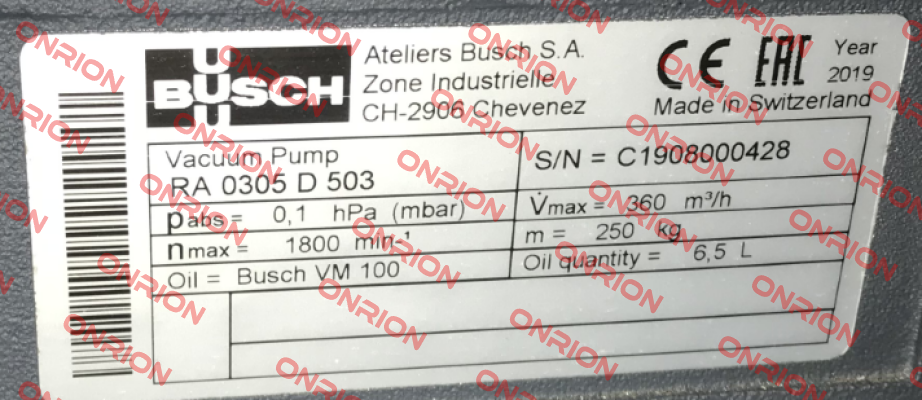 BUSCH
Ateliers Busch S.A.
Zone Industrielle
CH-2906 Chevenez
CE EAC
Year
2019
Made in Switzerland
Vacuum Pump
RA 0305 D 503
S/N = C1908000428
pabs = 0,1 hPa (mbar)
V̇max = 360 m³/h
nmax = 1800 min-¹
m = 250 kg
Oil = Busch VM 100
Oil quantity = 6,5 L
ONRION